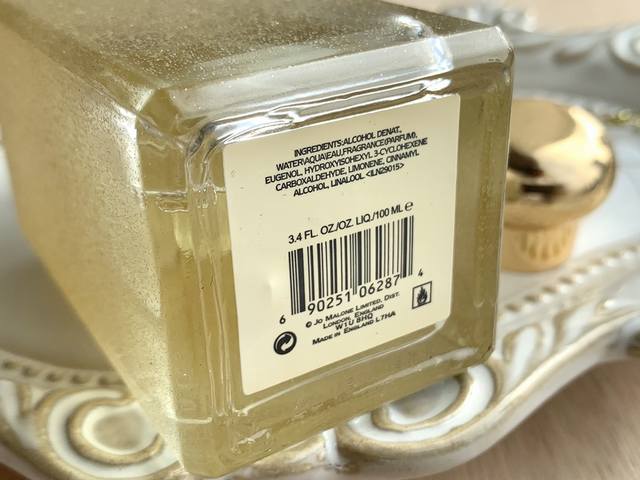 INGREDIENTS:ALCOHOL DENAT.,
WATER\AQUA\EAU,FRAGRANCE(PARFUM),
EUGENOL, HYDROXYISOHEXYL 3-CYCLOHEXENE
CARBOXALDEHYDE, LIMONENE, CINNAMYL
ALCOHOL, LINALOOL <ILN29015>
3.4 FL. OZ./OZ. LIQ./100 ML ℮
6 90251 06287 4
© JO MALONE LIMITED, DIST.
LONDON, ENGLAND
W1U 8HQ
MADE IN ENGLAND L7HA